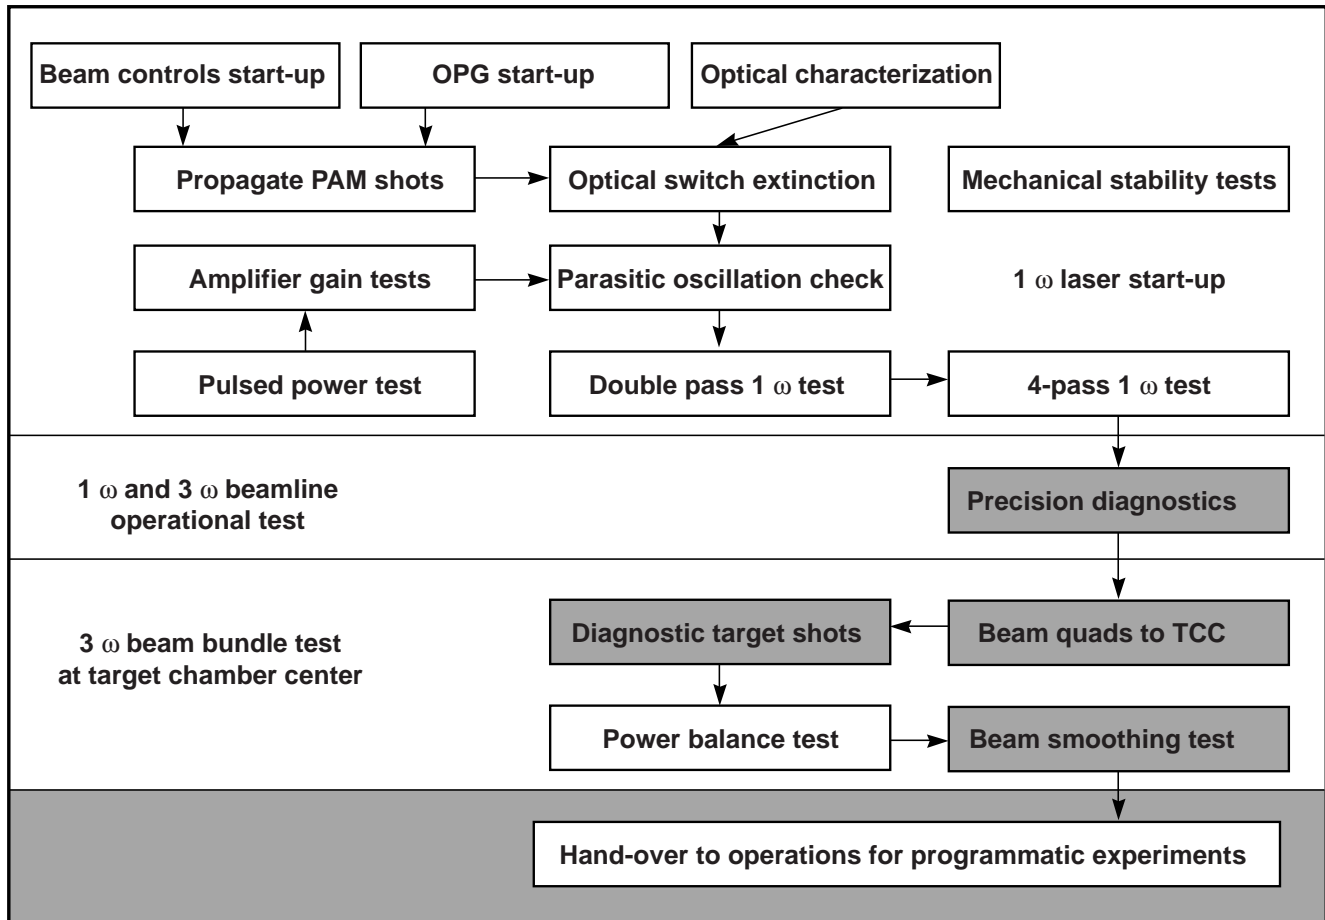 Beam controls start-up
OPG start-up
Optical characterization
Propagate PAM shots
Optical switch extinction
Mechanical stability tests
Amplifier gain tests
Parasitic oscillation check
1 ω laser start-up
Pulsed power test
Double pass 1 ω test
4-pass 1 ω test
1 ω and 3 ω beamline
operational test
Precision diagnostics
3 ω beam bundle test
at target chamber center
Diagnostic target shots
Beam quads to TCC
Power balance test
Beam smoothing test
Hand-over to operations for programmatic experiments